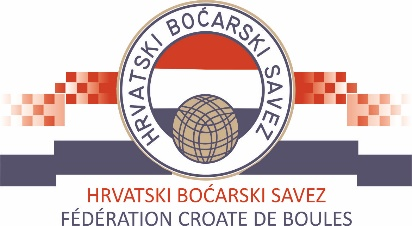 HRVATSKI BOĆARSKI SAVEZ
HRVATSKI BOĆARSKI SAVEZ
FÉDÉRATION CROATE DE BOULES